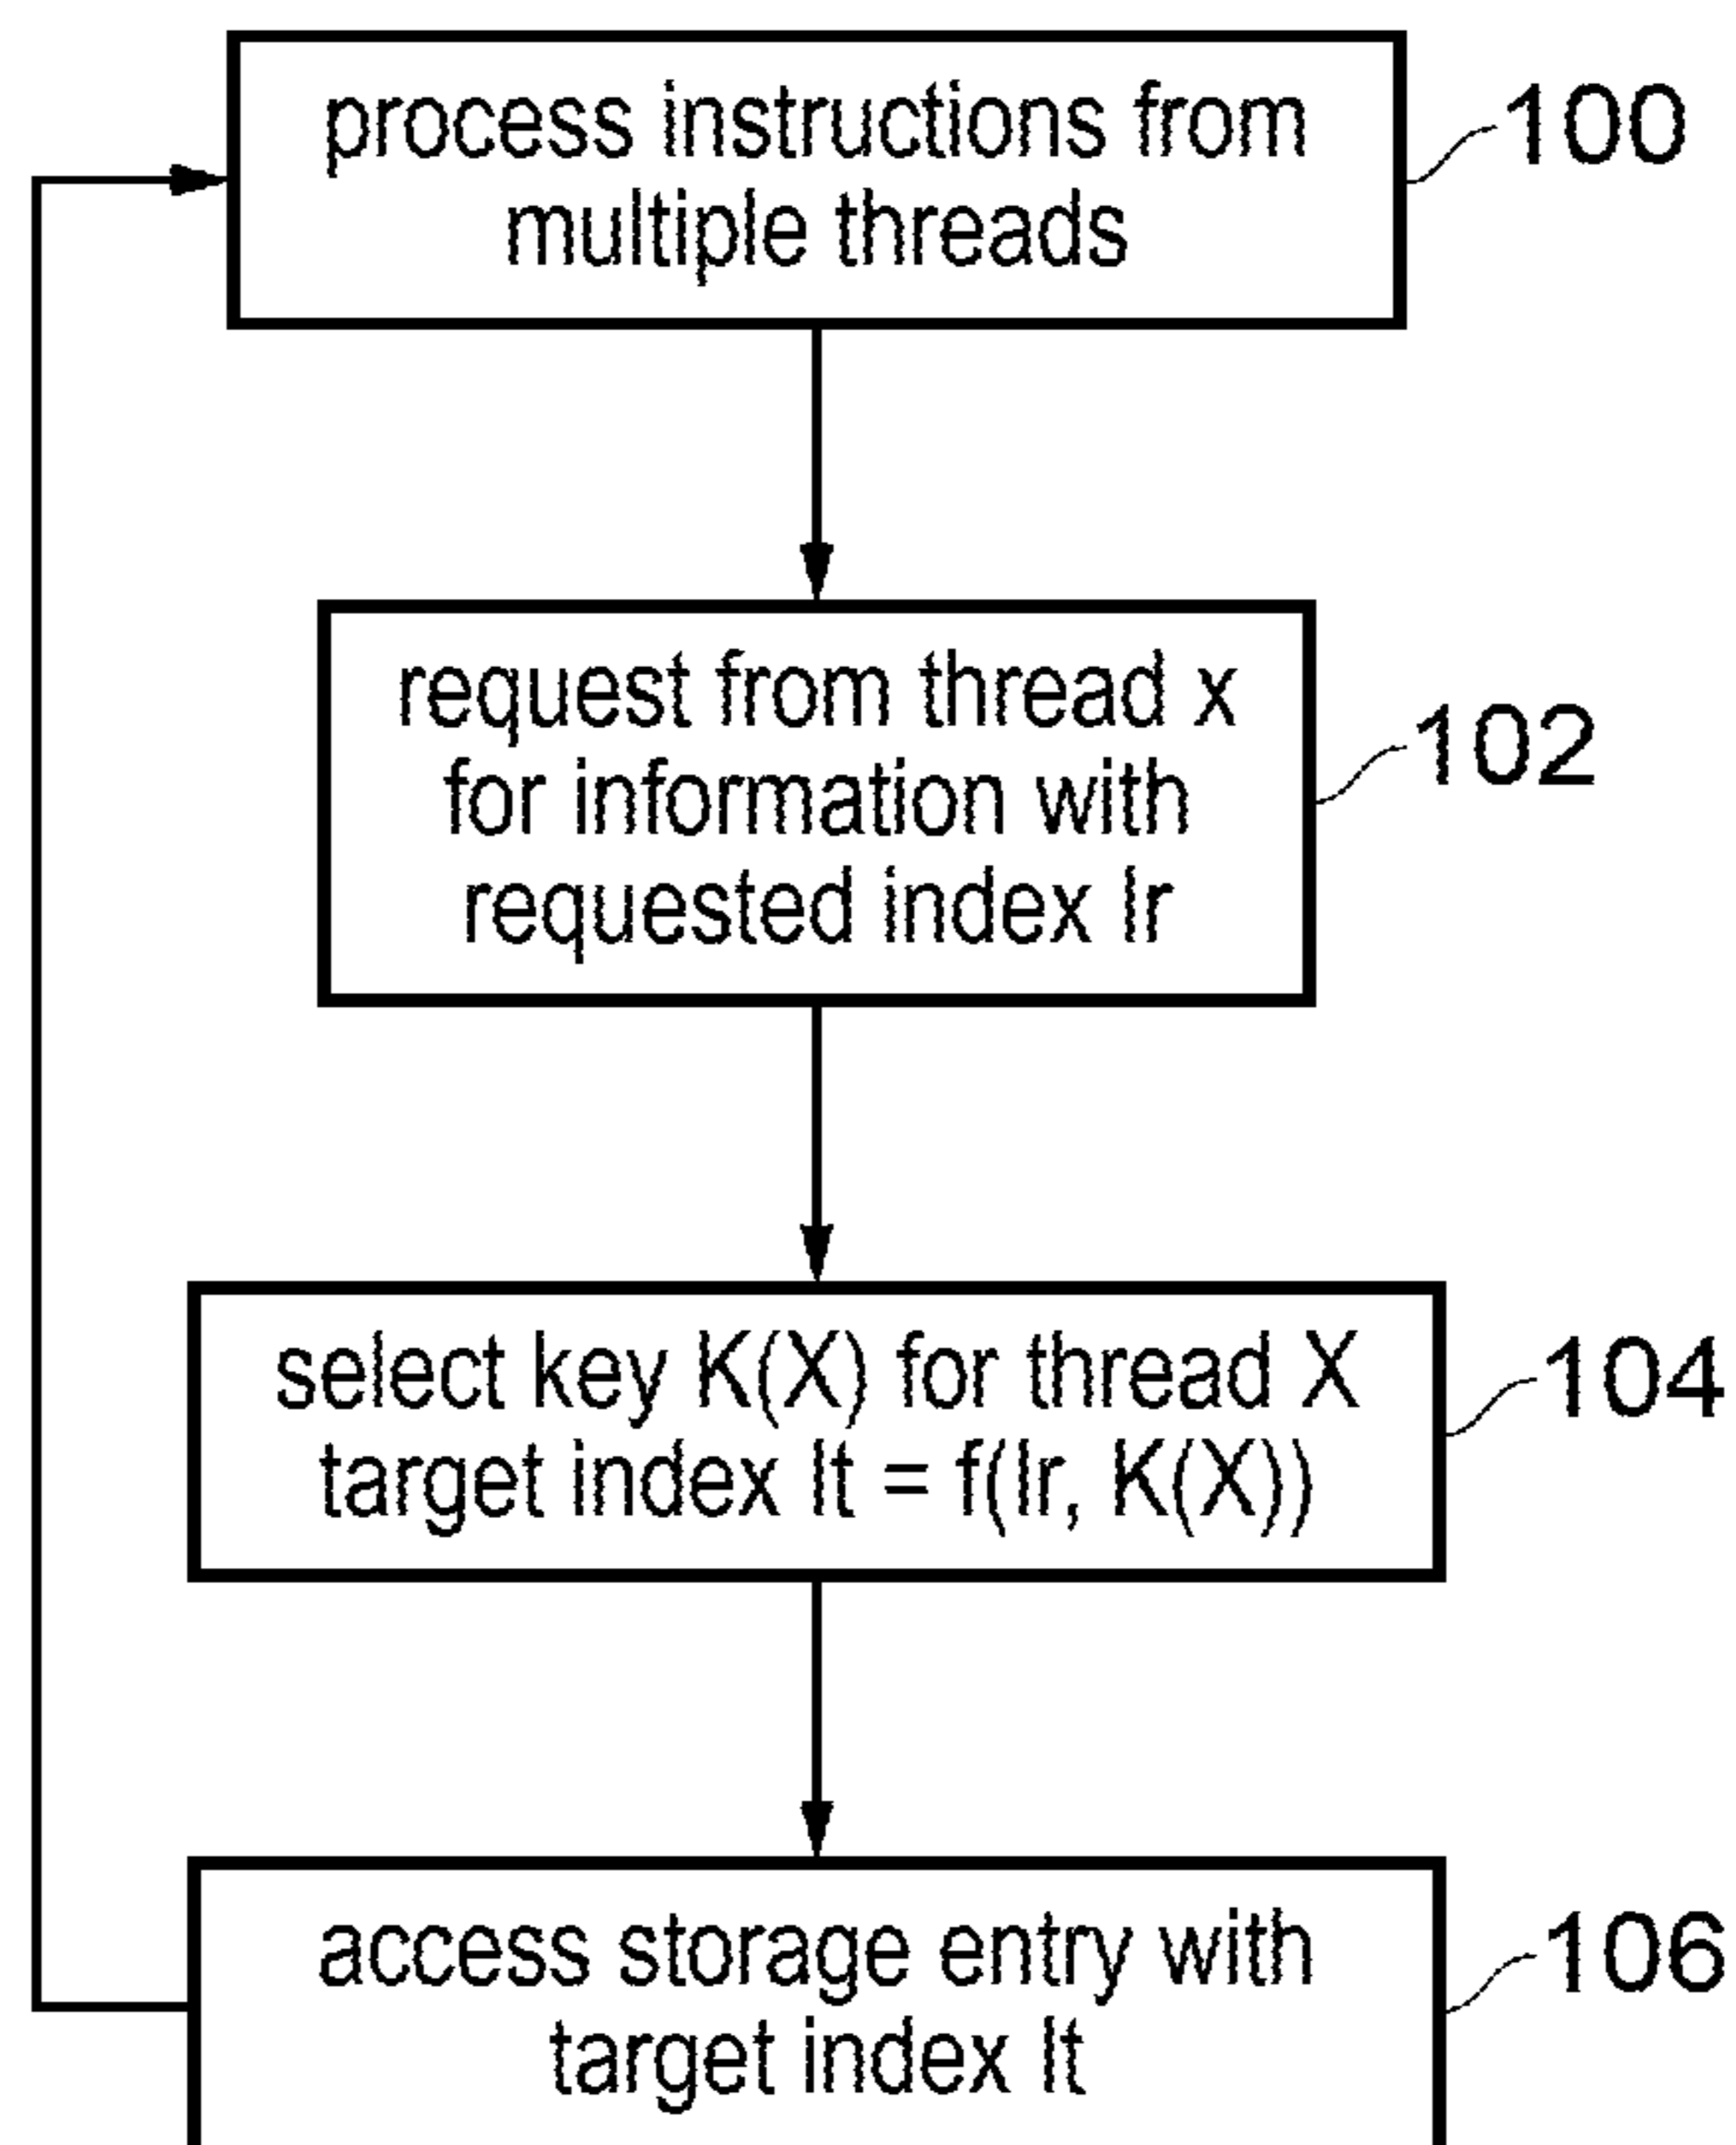 process instructions from
multiple threads
100
request from thread x
for information with
requested index Ir
102
select key K(X) for thread X
target index It = f(Ir, K(X))
104
access storage entry with
target index It
106